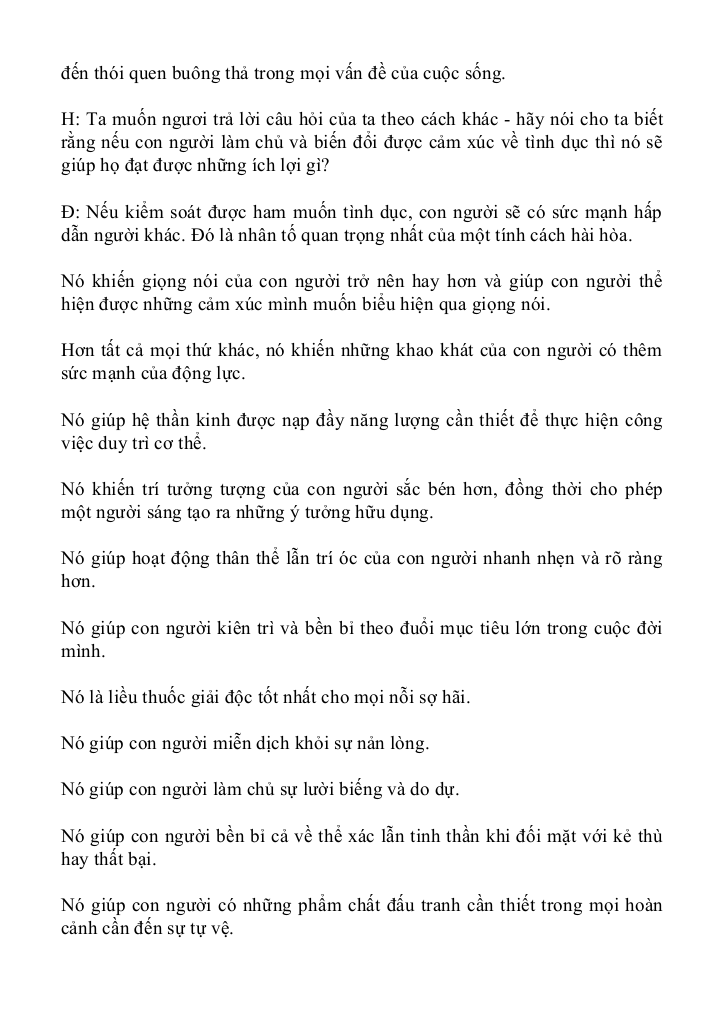 đến thói quen buông thả trong mọi vấn đề của cuộc sống.
H: Ta muốn ngươi trả lời câu hỏi của ta theo cách khác - hãy nói cho ta biết
rằng nếu con người làm chủ và biến đổi được cảm xúc về tình dục thì nó sẽ
giúp họ đạt được những ích lợi gì?
Đ: Nếu kiểm soát được ham muốn tình dục, con người sẽ có sức mạnh hấp
dẫn người khác. Đó là nhân tố quan trọng nhất của một tính cách hài hòa.
Nó khiến giọng nói của con người trở nên hay hơn và giúp con người thể
hiện được những cảm xúc mình muốn biểu hiện qua giọng nói.
Hơn tất cả mọi thứ khác, nó khiến những khao khát của con người có thêm
sức mạnh của động lực.
Nó giúp hệ thần kinh được nạp đầy năng lượng cần thiết để thực hiện công
việc duy trì cơ thể.
Nó khiến trí tưởng tượng của con người sắc bén hơn, đồng thời cho phép
một người sáng tạo ra những ý tưởng hữu dụng.
Nó giúp hoạt động thân thể lẫn trí óc của con người nhanh nhẹn và rõ ràng
hơn.
Nó giúp con người kiên trì và bền bỉ theo đuổi mục tiêu lớn trong cuộc đời
mình.
Nó là liều thuốc giải độc tốt nhất cho mọi nỗi sợ hãi.
Nó giúp con người miễn dịch khỏi sự nản lòng.
Nó giúp con người làm chủ sự lười biếng và do dự.
Nó giúp con người bền bỉ cả về thể xác lẫn tinh thần khi đối mặt với kẻ thù
hay thất bại.
Nó giúp con người có những phẩm chất đấu tranh cần thiết trong mọi hoàn
cảnh cần đến sự tự vệ.